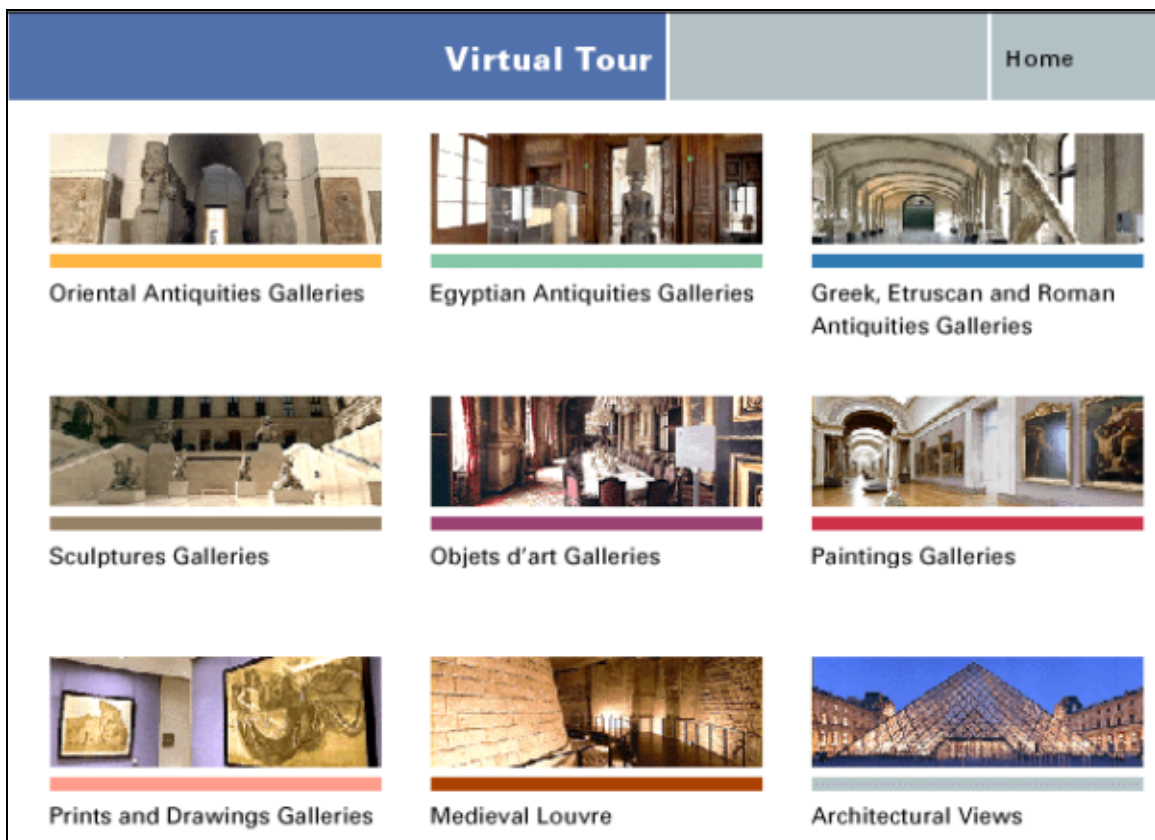 Virtual Tour
Home
Oriental Antiquities Galleries
Egyptian Antiquities Galleries
Greek, Etruscan and Roman
Antiquities Galleries
Sculptures Galleries
Objets d'art Galleries
Paintings Galleries
Prints and Drawings Galleries
Medieval Louvre
Architectural Views